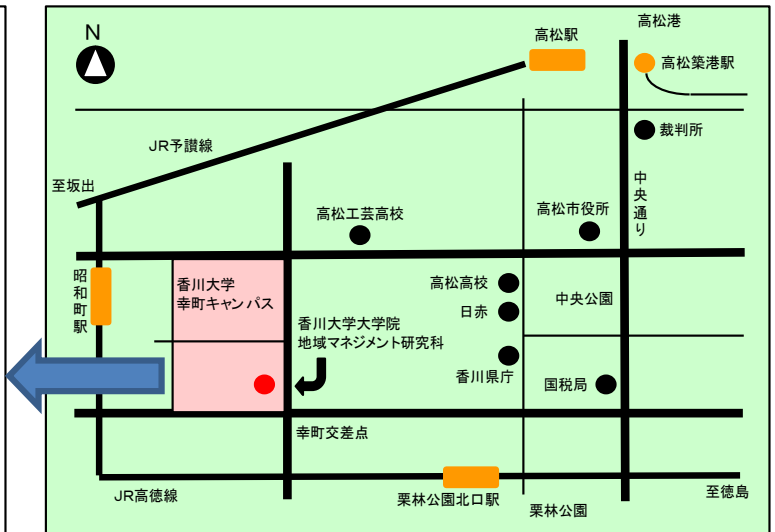 高松港
N
高松駅
高松築港駅
裁判所
JR予讃線
至坂出
中央通り
高松工芸高校
高松市役所
昭和町駅
香川大学
幸町キャンパス
高松高校
日赤
中央公園
香川大学大学院
地域マネジメント研究科
香川県庁
国税局
幸町交差点
JR高徳線
栗林公園北口駅
栗林公園
至徳島